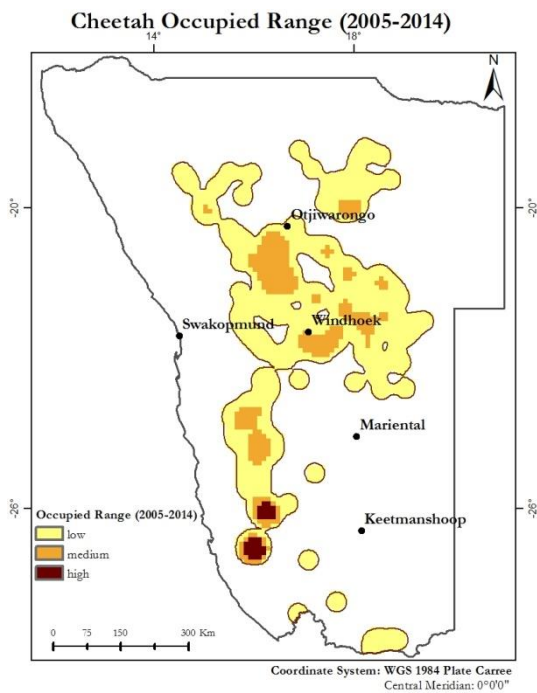 Cheetah Occupied Range (2005-2014)
14°
18°
N
-20°
-20°
Otjiwarongo
Swakopmund
Windhoek
Mariental
-26°
-26°
Keetmanshoop
Occupied Range (2005-2014)
low
medium
high
0 75 150 300 Km
Coordinate System: WGS 1984 Plate Carree
Central Meridian: 0°0'0"